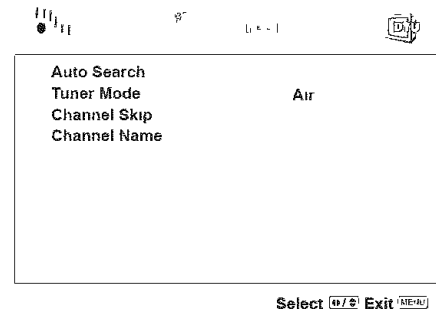 Auto Search
Tuner Mode Air
Channel Skip
Channel Name
Select Exit MENU